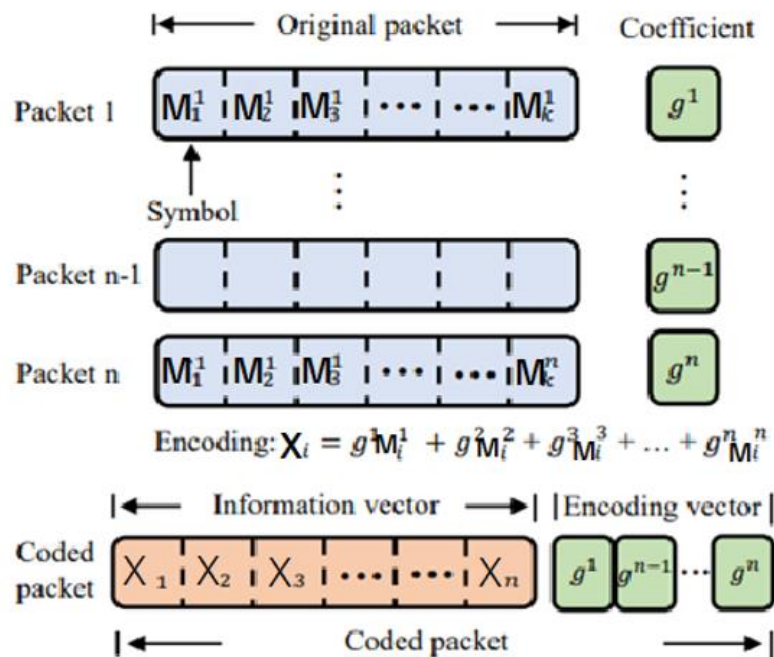 Original packet Coefficient
Packet 1 M₁¹ M₂¹ M₃¹ ••• ••• Mₖ¹ g¹
Symbol
Packet n-1 gⁿ⁻¹
Packet n M₁¹ M₂¹ M₃¹ ••• ••• Mₖⁿ gⁿ
Encoding: Xᵢ = g¹Mᵢ¹ + g²Mᵢ² + g³Mᵢ³ + ... + gⁿMᵢⁿ
Information vector Encoding vector
Coded packet X₁ X₂ X₃ ••• ••• Xₙ g¹ gⁿ⁻¹ ... gⁿ
Coded packet